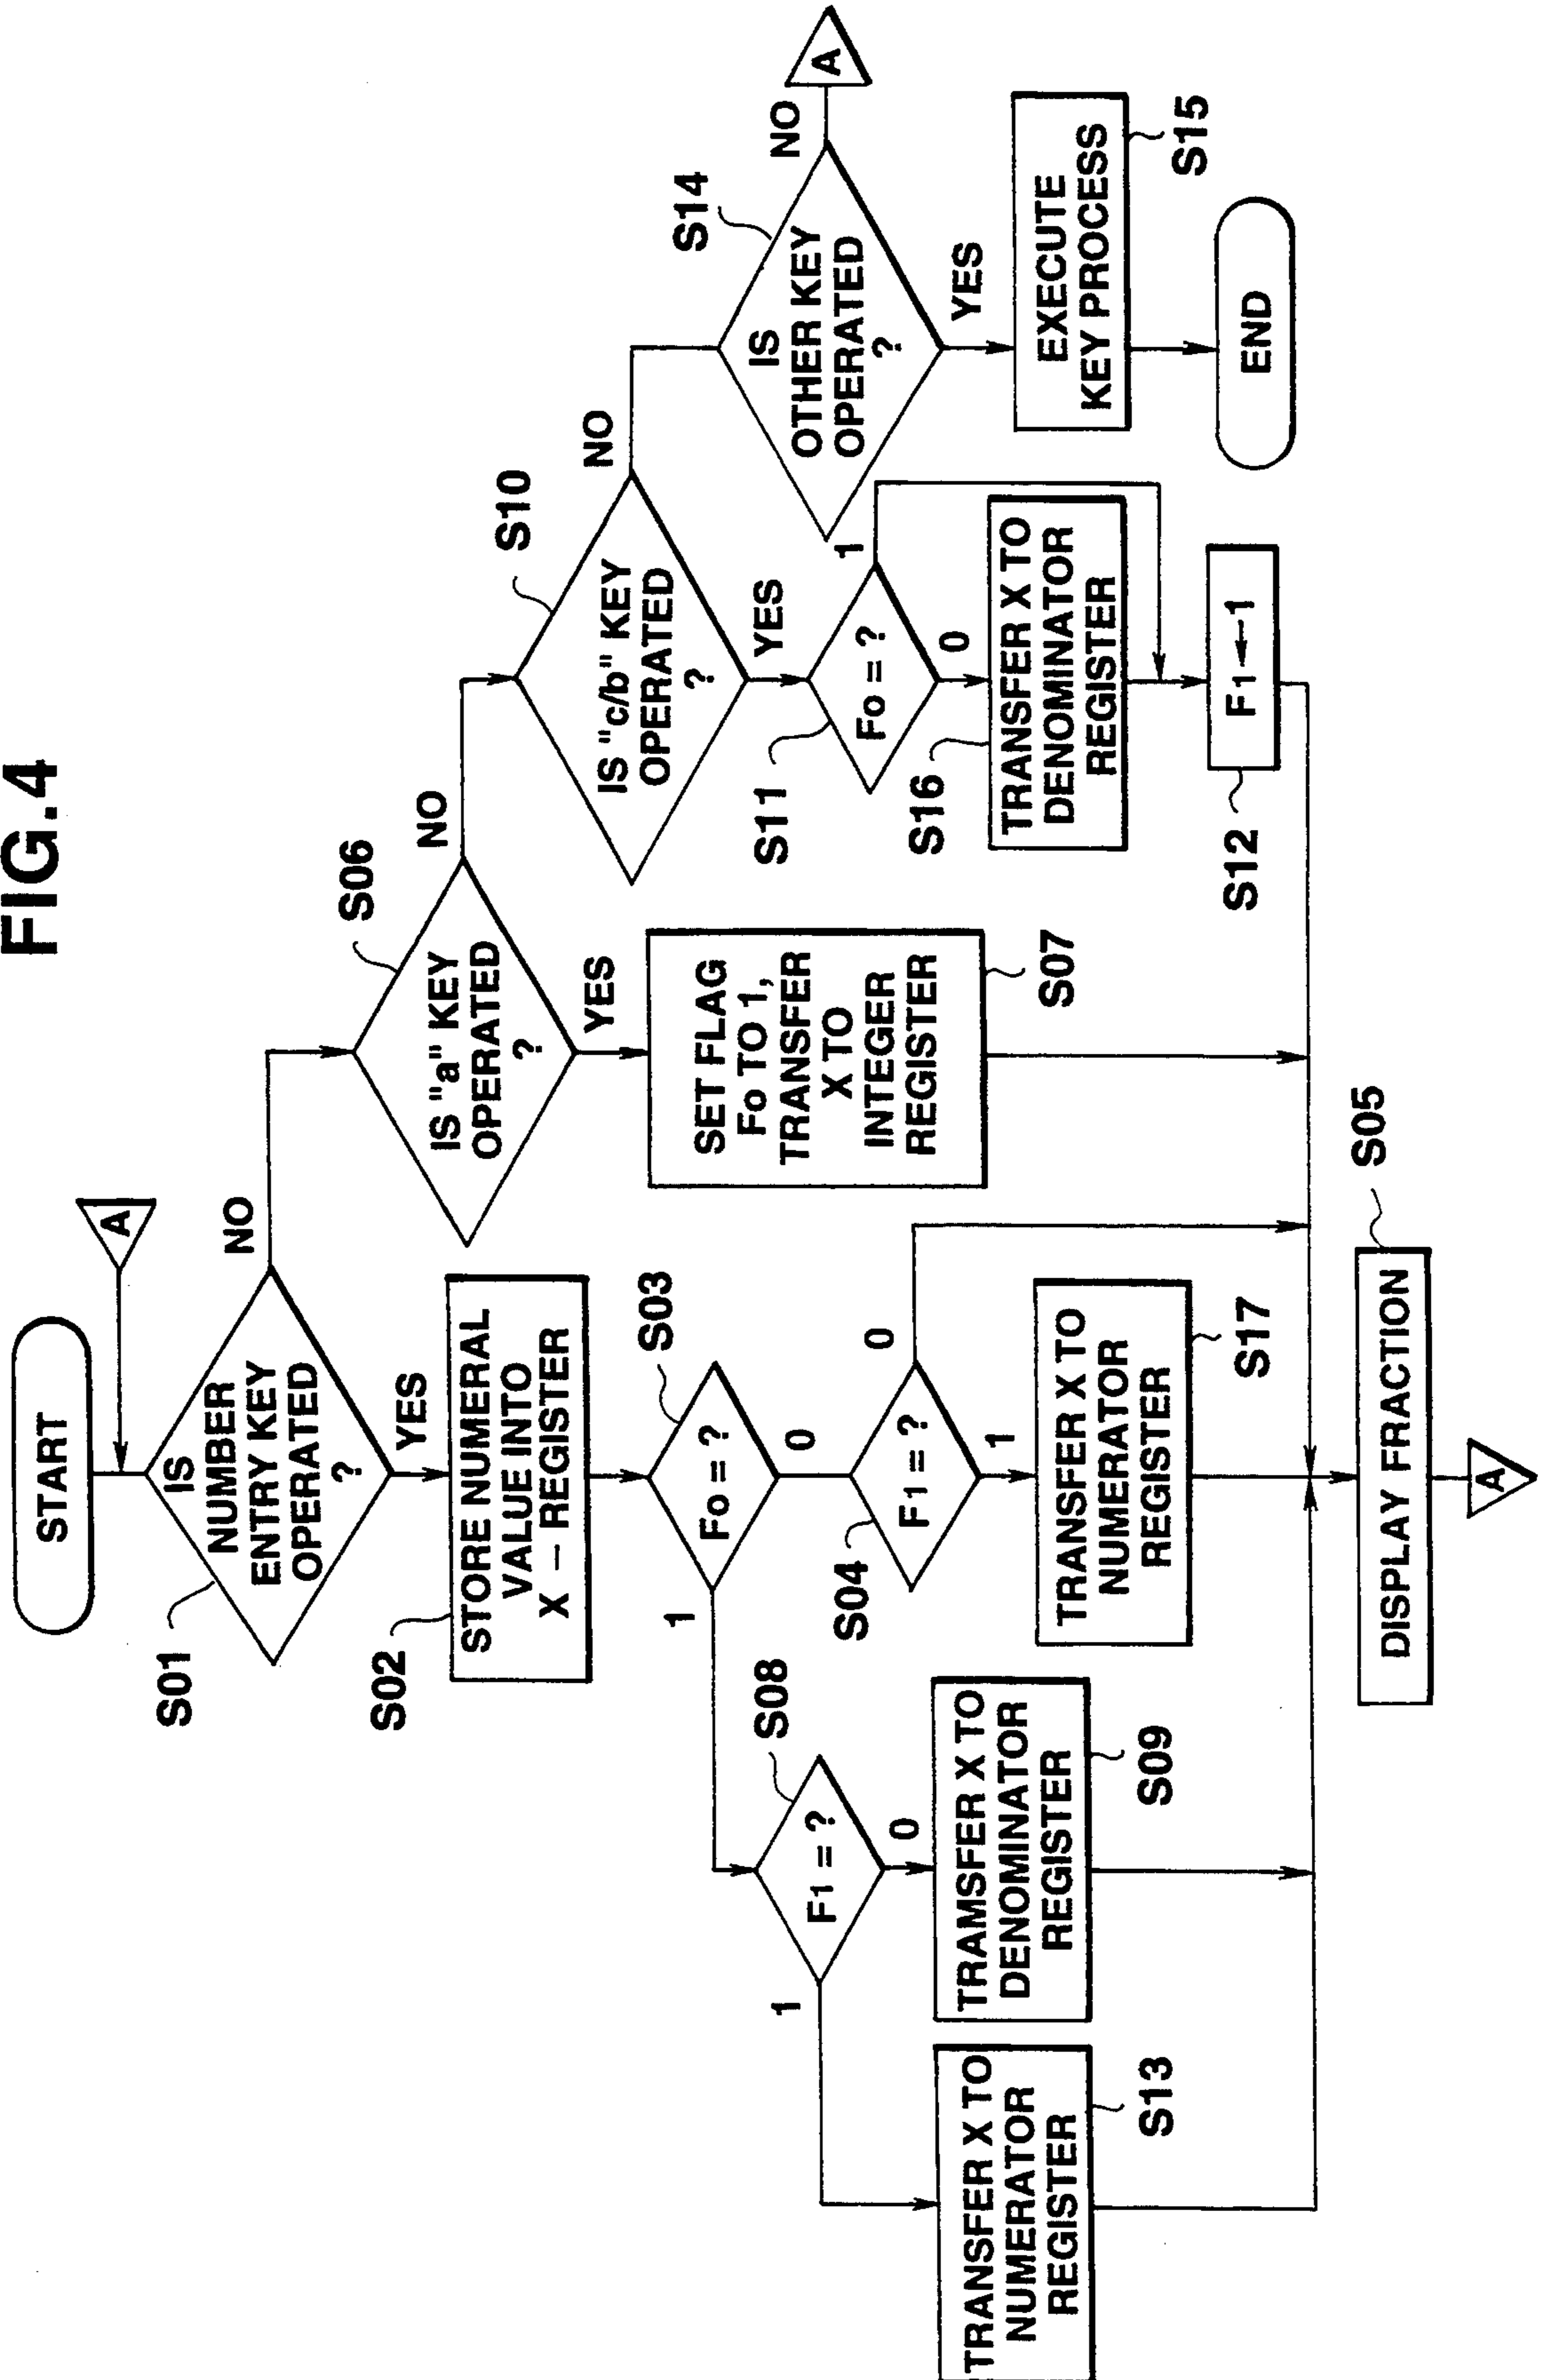 FIG.4
START
A
S01
IS
NUMBER
ENTRY KEY
OPERATED
?
NO
YES
S02
STORE NUMERAL
VALUE INTO
X – REGISTER
S03
Fo = ?
1
0
S04
F1 = ?
0
1
TRANSFER X TO
NUMERATOR
REGISTER
S17
S08
F1 = ?
1
0
TRAMSFER X TO
DENOMINATOR
REGISTER
S09
TRANSFER X TO
NUMERATOR
REGISTER
S13
S06
IS "a" KEY
OPERATED
?
NO
YES
SET FLAG
Fo TO 1,
TRANSFER
X TO
INTEGER
REGISTER
S07
S10
IS "c/b" KEY
OPERATED
?
NO
YES
S11
Fo = ?
1
0
S16
TRANSFER X TO
DENOMINATOR
REGISTER
F1←1
S12
S14
IS
OTHER KEY
OPERATED
?
NO
A
YES
EXECUTE
KEY PROCESS
S15
END
DISPLAY FRACTION
S05
A